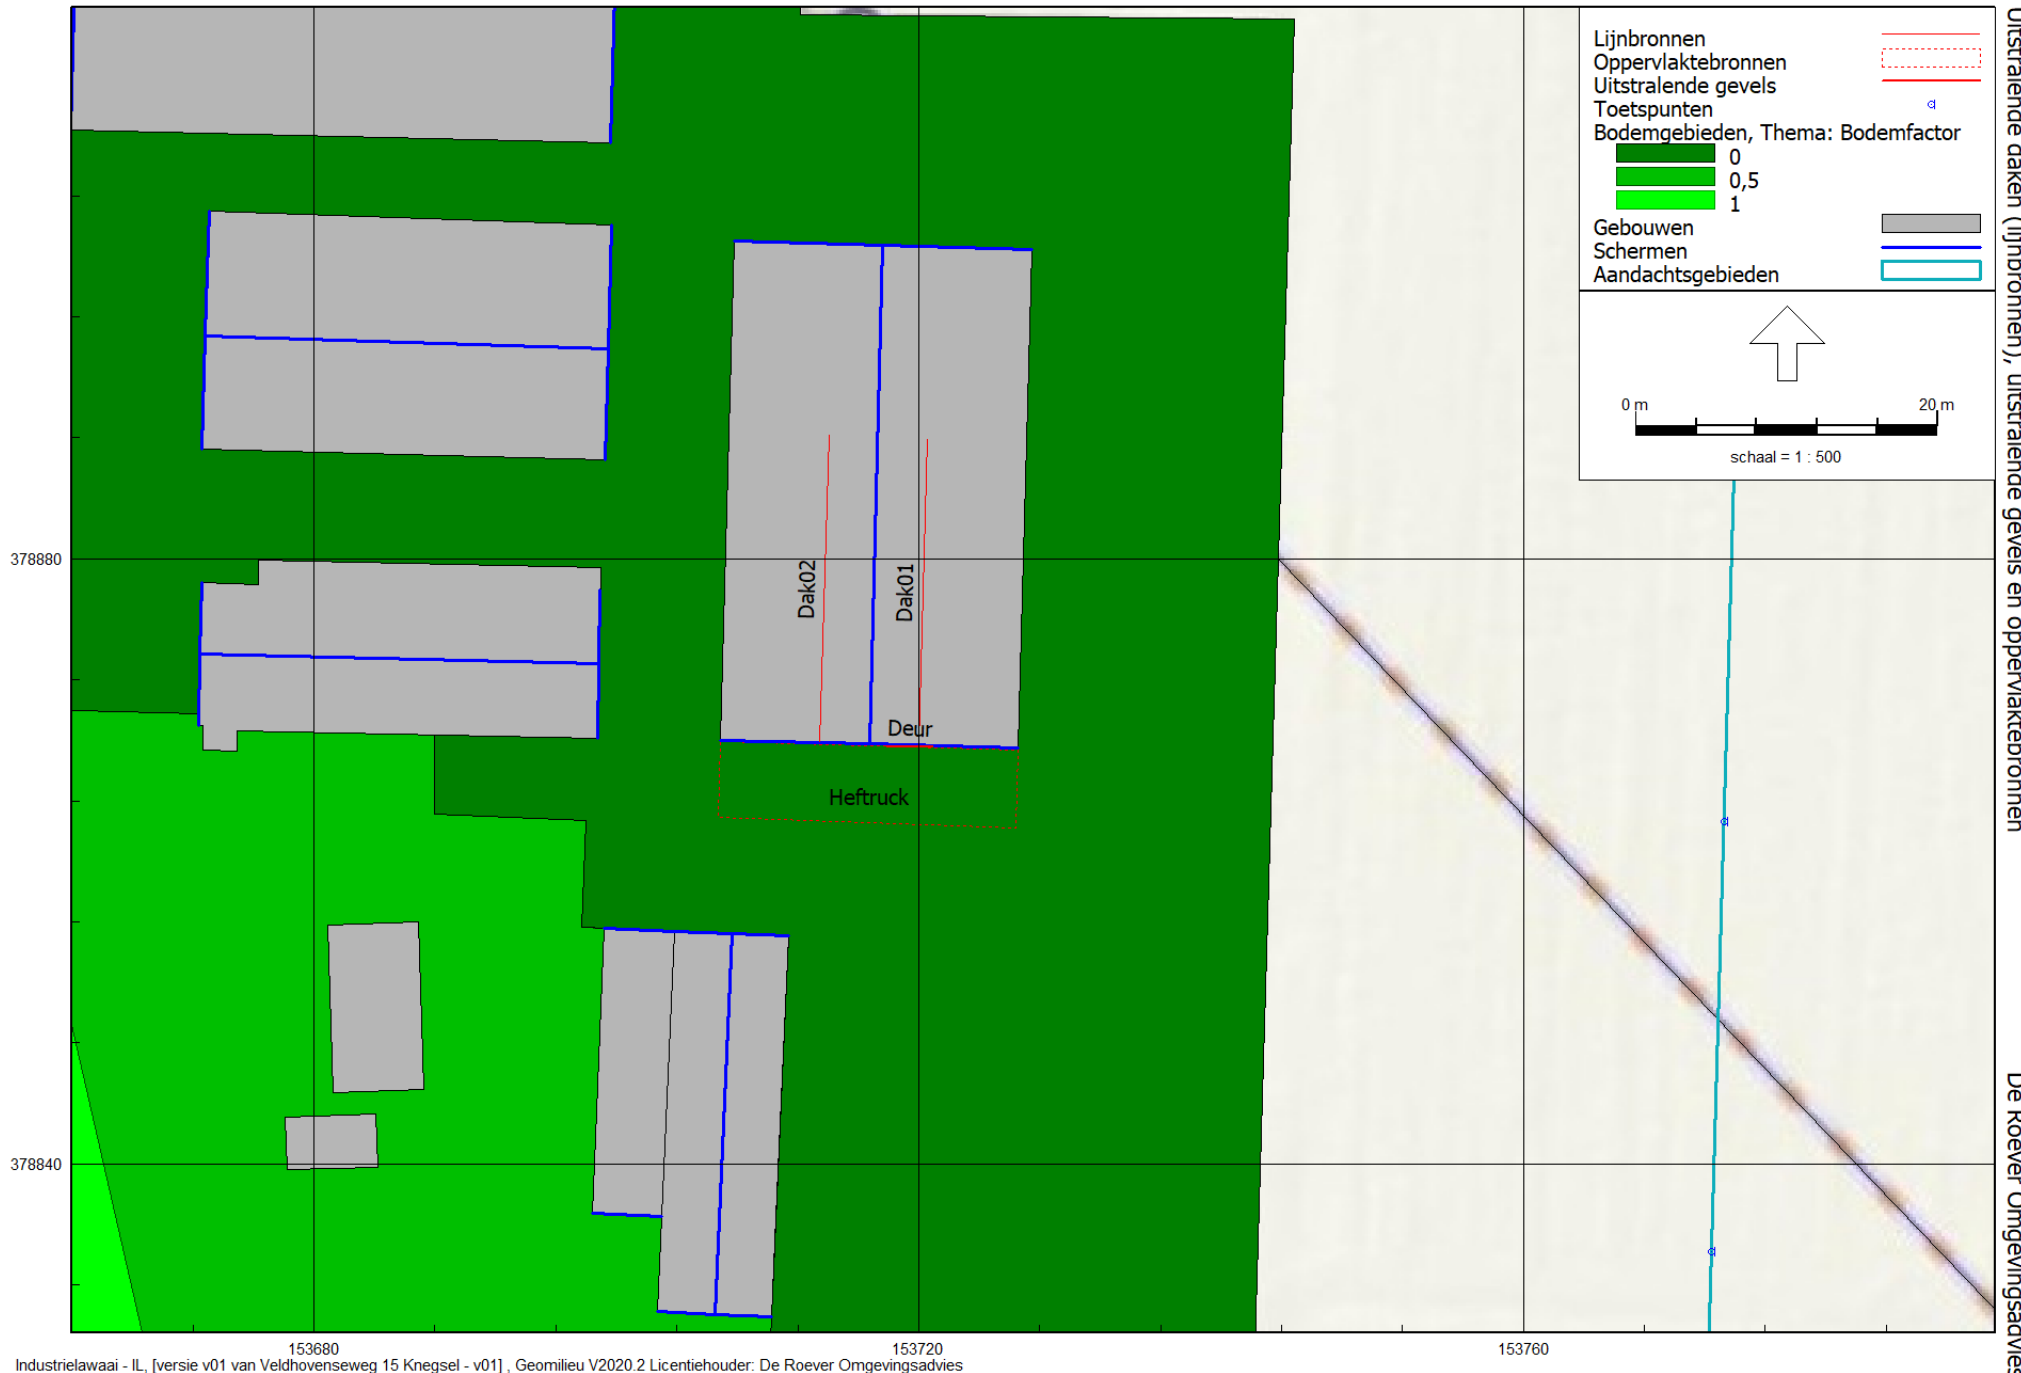 Lijnbronnen
Oppervlaktebronnen
Uitstralende gevels
Toetspunten
Bodemgebieden, Thema: Bodemfactor
0
0,5
1
Gebouwen
Schermen
Aandachtsgebieden
0 m
20 m
schaal = 1 : 500
Uitstralende daken (lijnbronnen), uitstralende gevels en oppervlaktebronnen
De Roever Omgevingsadvies
378880
378840
Dak02
Dak01
Deur
Heftruck
153680
153720
153760
Industrielawaai - IL, [versie v01 van Veldhovenseweg 15 Knegsel - v01] , Geomilieu V2020.2 Licentiehouder: De Roever Omgevingsadvies